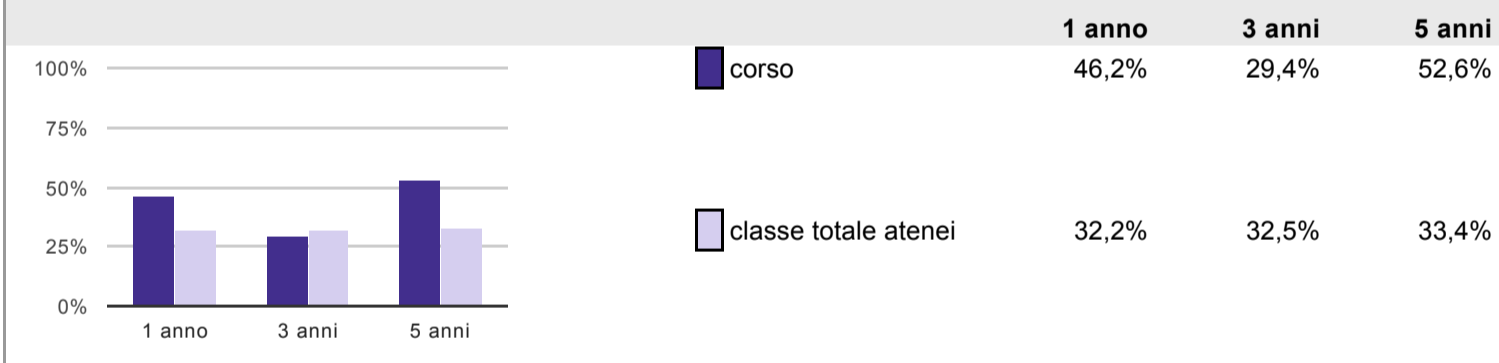 1 anno 3 anni 5 anni
100%
75%
50%
25%
0%
1 anno 3 anni 5 anni
corso 46,2% 29,4% 52,6%
classe totale atenei 32,2% 32,5% 33,4%